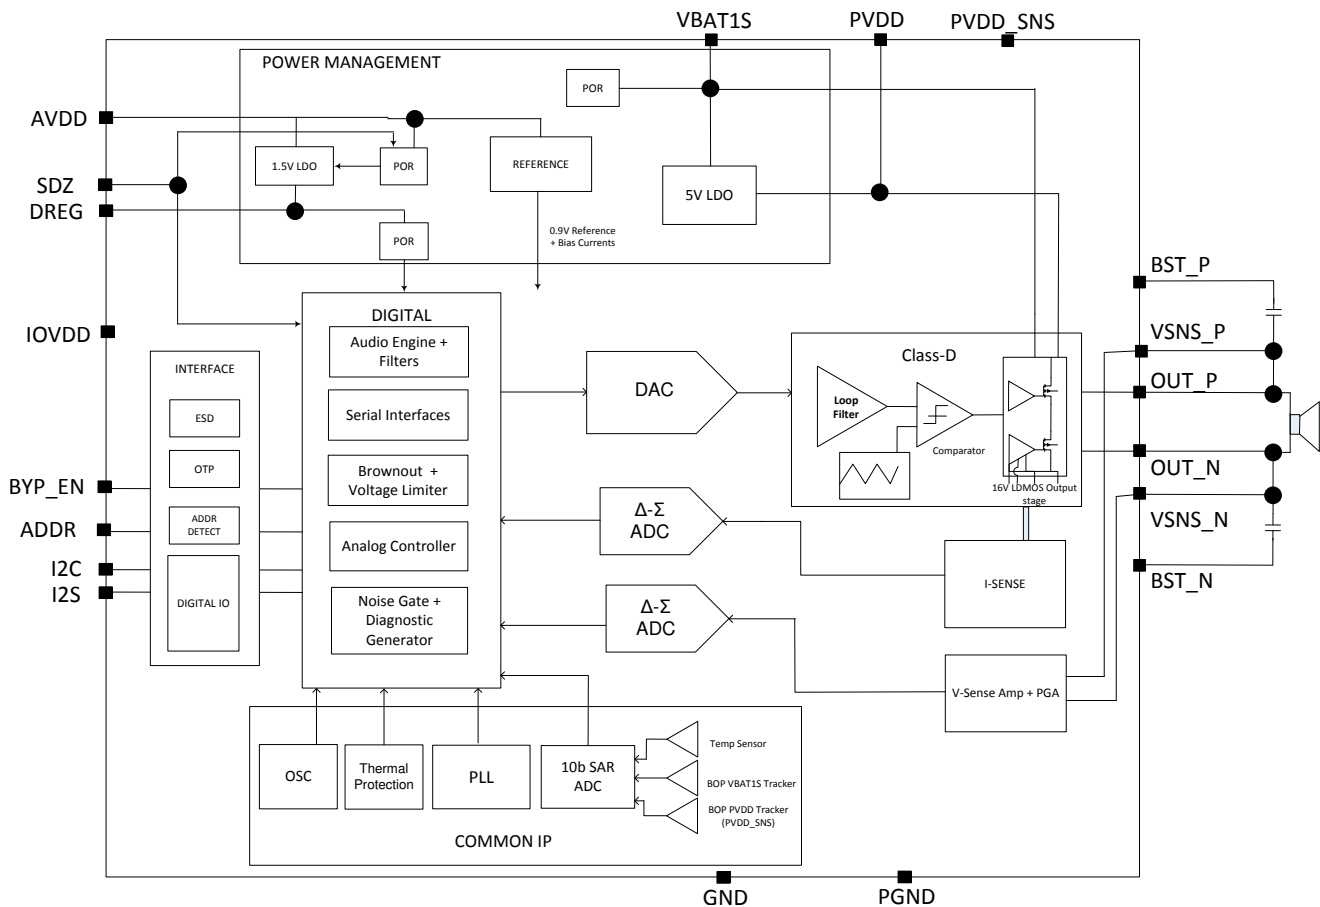 VBAT1S
PVDD
PVDD_SNS
POWER MANAGEMENT
POR
AVDD
1.5V LDO
POR
REFERENCE
SDZ
5V LDO
DREG
POR
0.9V Reference
+ Bias Currents
BST_P
DIGITAL
IOVDD
Audio Engine +
Filters
VSNS_P
INTERFACE
Class-D
DAC
OUT_P
Loop
Filter
ESD
Serial Interfaces
Comparator
OTP
Brownout +
Voltage Limiter
OUT_N
BYP_EN
16V LDMOS Output
stage
VSNS_N
ADDR
ADDR
DETECT
Δ-Σ
ADC
Analog Controller
I2C
I2S
BST_N
I-SENSE
DIGITAL IO
Noise Gate +
Diagnostic
Generator
Δ-Σ
ADC
V-Sense Amp + PGA
OSC
Thermal
Protection
PLL
10b SAR
ADC
Temp Sensor
BOP VBAT1S Tracker
BOP PVDD Tracker
(PVDD_SNS)
COMMON IP
GND
PGND